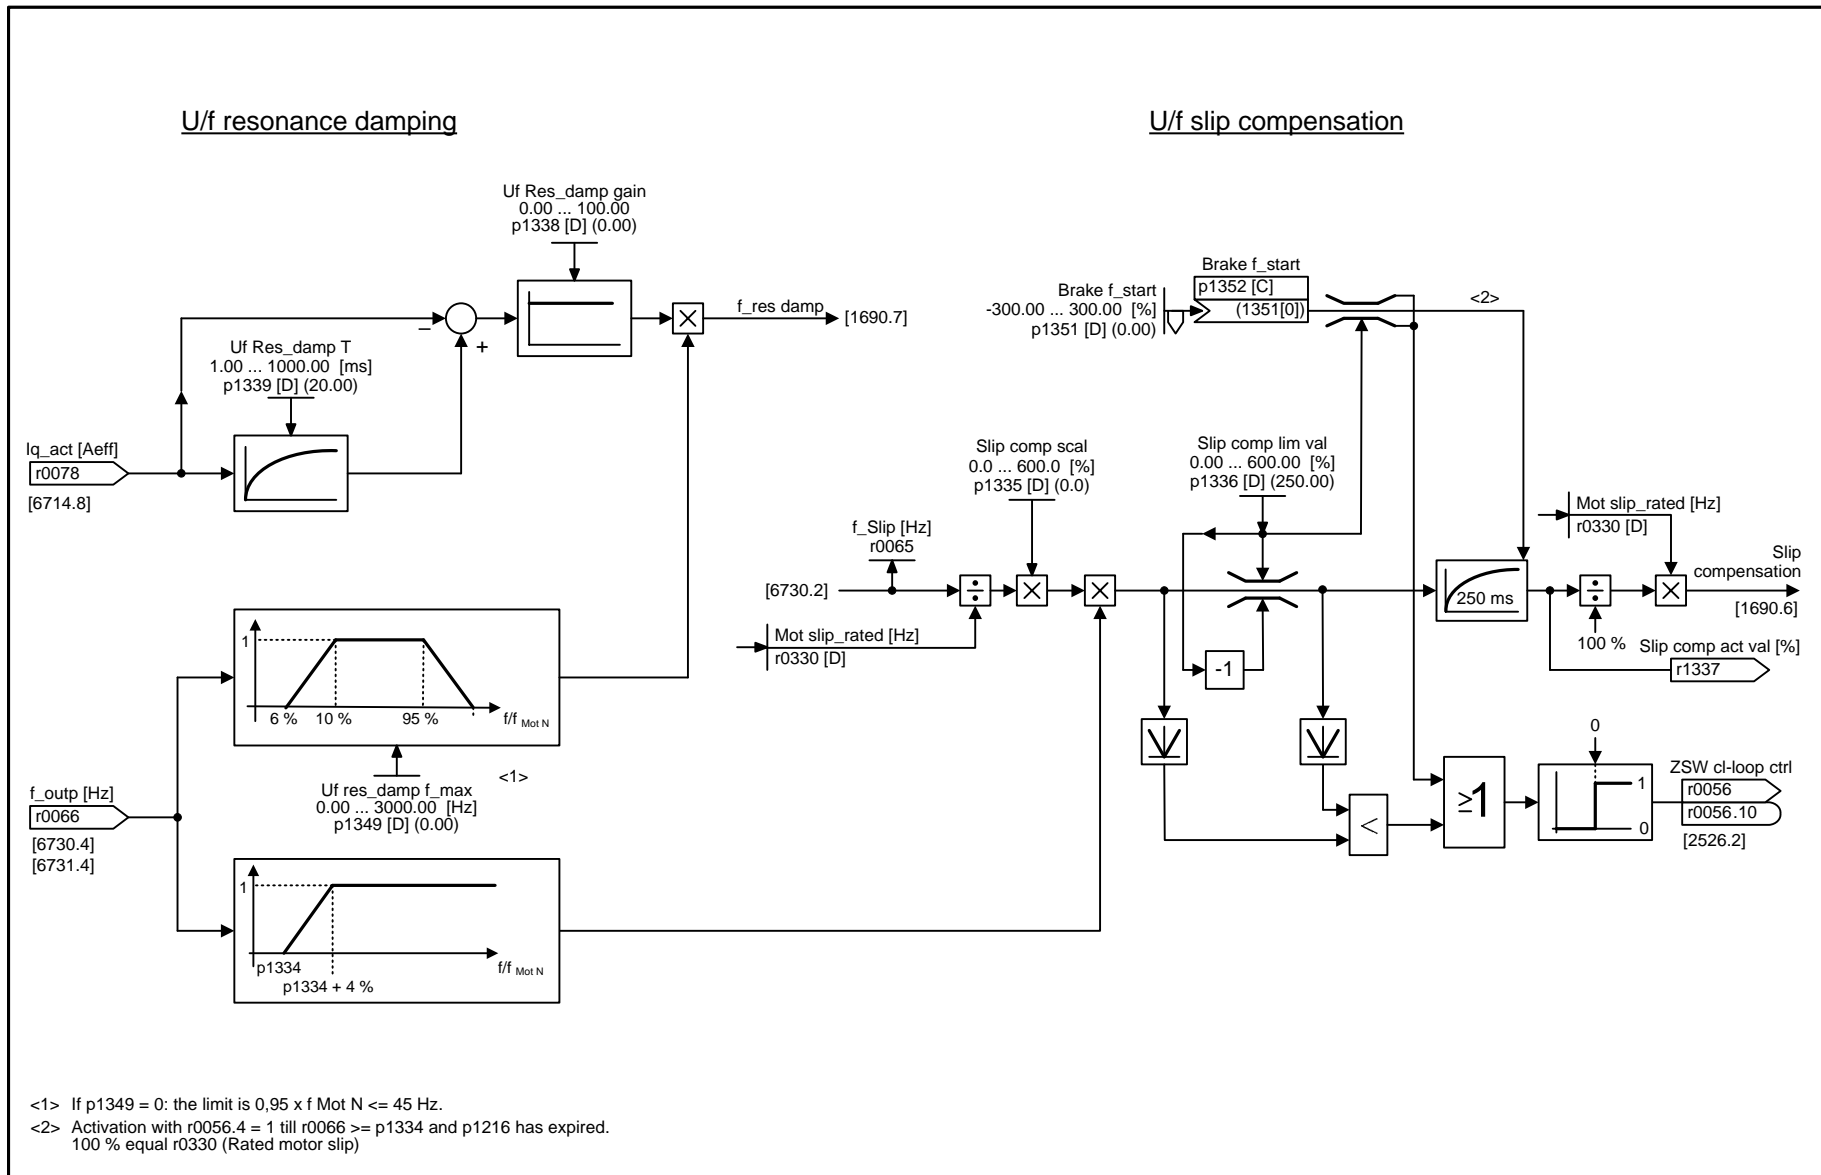 U/f resonance damping
U/f slip compensation
Uf Res_damp gain
0.00 ... 100.00
p1338 [D] (0.00)
f_res damp
[1690.7]
–
+
Uf Res_damp T
1.00 ... 1000.00 [ms]
p1339 [D] (20.00)
Iq_act [Aeff]
r0078
[6714.8]
1
6 %
10 %
95 %
f/f Mot N
Uf res_damp f_max
0.00 ... 3000.00 [Hz]
p1349 [D] (0.00)
<1>
f_outp [Hz]
r0066
[6730.4]
[6731.4]
1
p1334
p1334 + 4 %
f/f Mot N
Brake f_start
-300.00 ... 300.00 [%]
p1351 [D] (0.00)
Brake f_start
p1352 [C]
(1351[0])
<2>
Slip comp scal
0.0 ... 600.0 [%]
p1335 [D] (0.0)
Slip comp lim val
0.00 ... 600.00 [%]
p1336 [D] (250.00)
f_Slip [Hz]
r0065
[6730.2]
÷
Mot slip_rated [Hz]
r0330 [D]
-1
250 ms
÷
100 %
Mot slip_rated [Hz]
r0330 [D]
Slip
compensation
[1690.6]
Slip comp act val [%]
r1337
<
≥1
0
1
0
ZSW cl-loop ctrl
r0056
r0056.10
[2526.2]
<1> If p1349 = 0: the limit is 0,95 x f Mot N <= 45 Hz.
<2> Activation with r0056.4 = 1 till r0066 >= p1334 and p1216 has expired.
100 % equal r0330 (Rated motor slip)